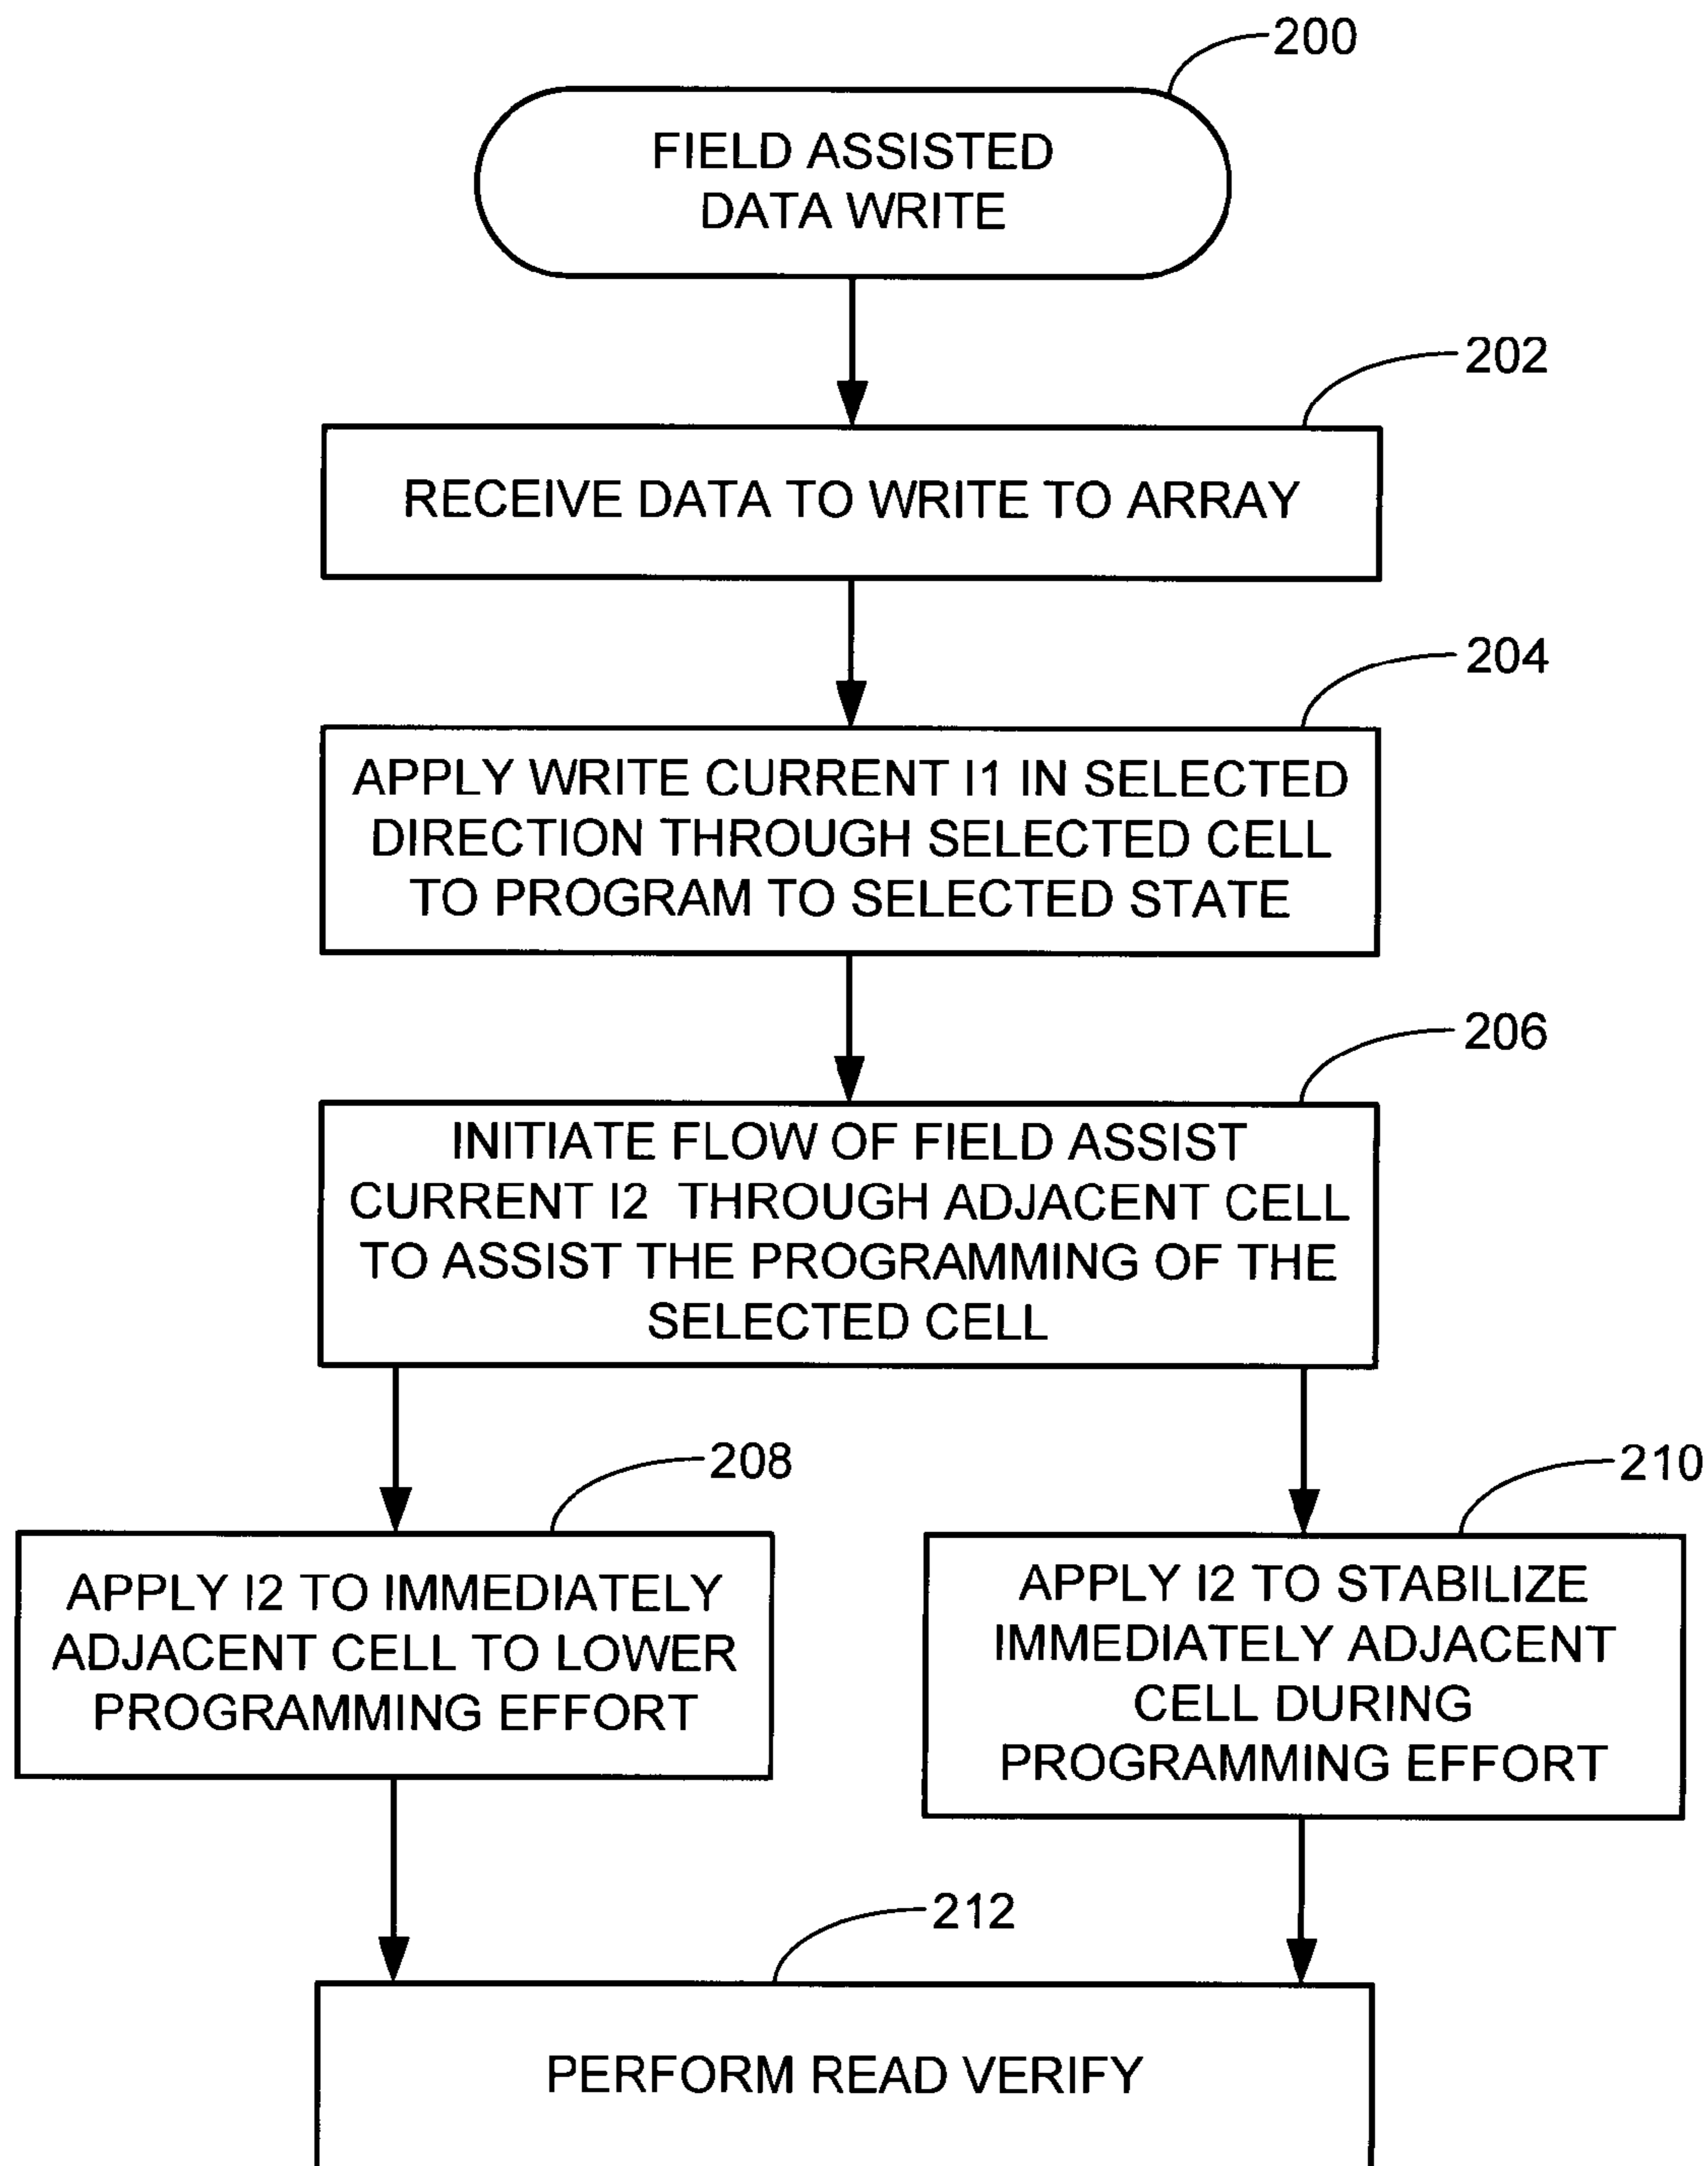 200
FIELD ASSISTED
DATA WRITE
202
RECEIVE DATA TO WRITE TO ARRAY
204
APPLY WRITE CURRENT I1 IN SELECTED
DIRECTION THROUGH SELECTED CELL
TO PROGRAM TO SELECTED STATE
206
INITIATE FLOW OF FIELD ASSIST
CURRENT I2 THROUGH ADJACENT CELL
TO ASSIST THE PROGRAMMING OF THE
SELECTED CELL
208
APPLY I2 TO IMMEDIATELY
ADJACENT CELL TO LOWER
PROGRAMMING EFFORT
210
APPLY I2 TO STABILIZE
IMMEDIATELY ADJACENT
CELL DURING
PROGRAMMING EFFORT
212
PERFORM READ VERIFY